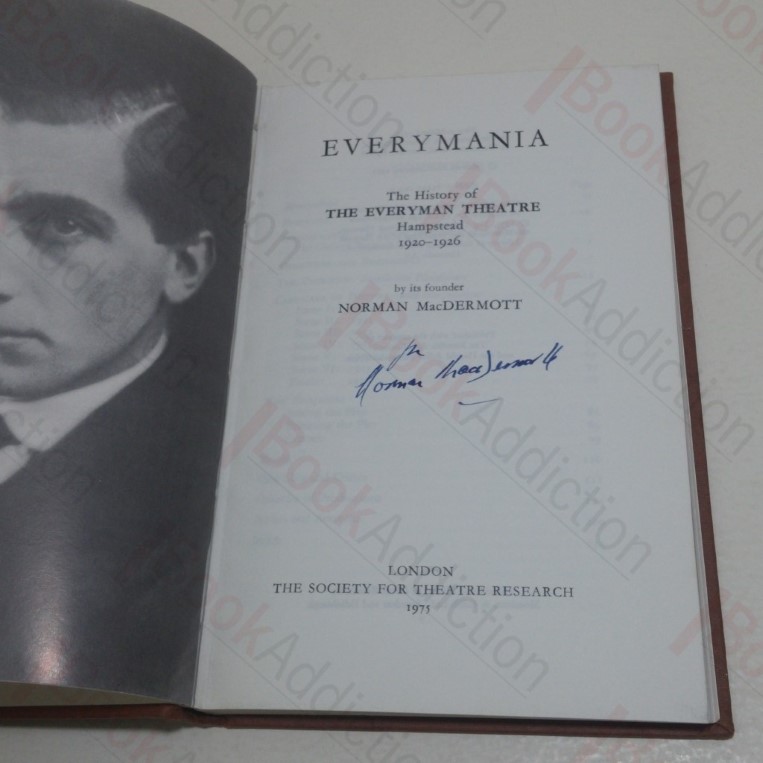 EVERYMANIA
The History of
THE EVERYMAN THEATRE
Hampstead
1920–1926
by its founder
NORMAN MacDERMOTT
Norman MacDermott
LONDON
THE SOCIETY FOR THEATRE RESEARCH
1975
BookAddiction